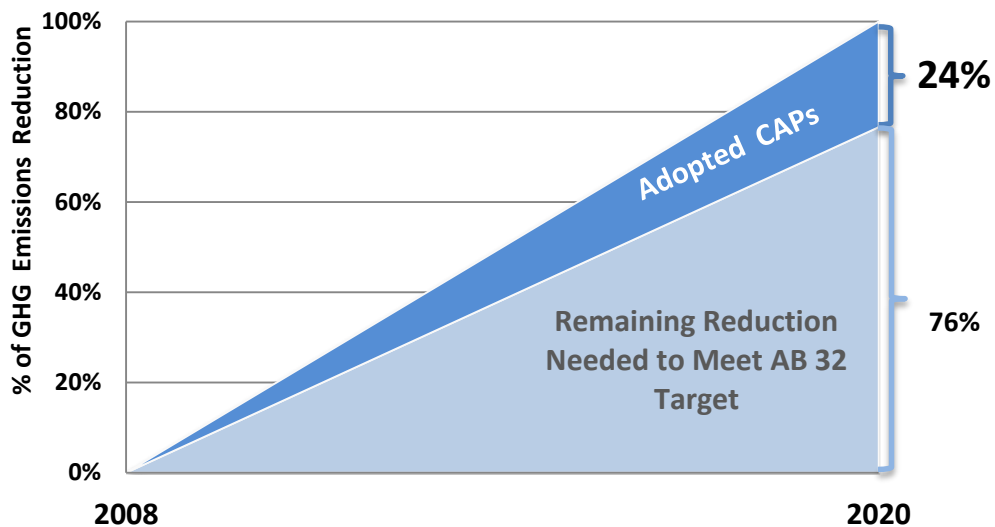 % of GHG Emissions Reduction
100%
80%
60%
40%
20%
0%
2008
2020
Adopted CAPs
Remaining Reduction
Needed to Meet AB 32
Target
24%
76%